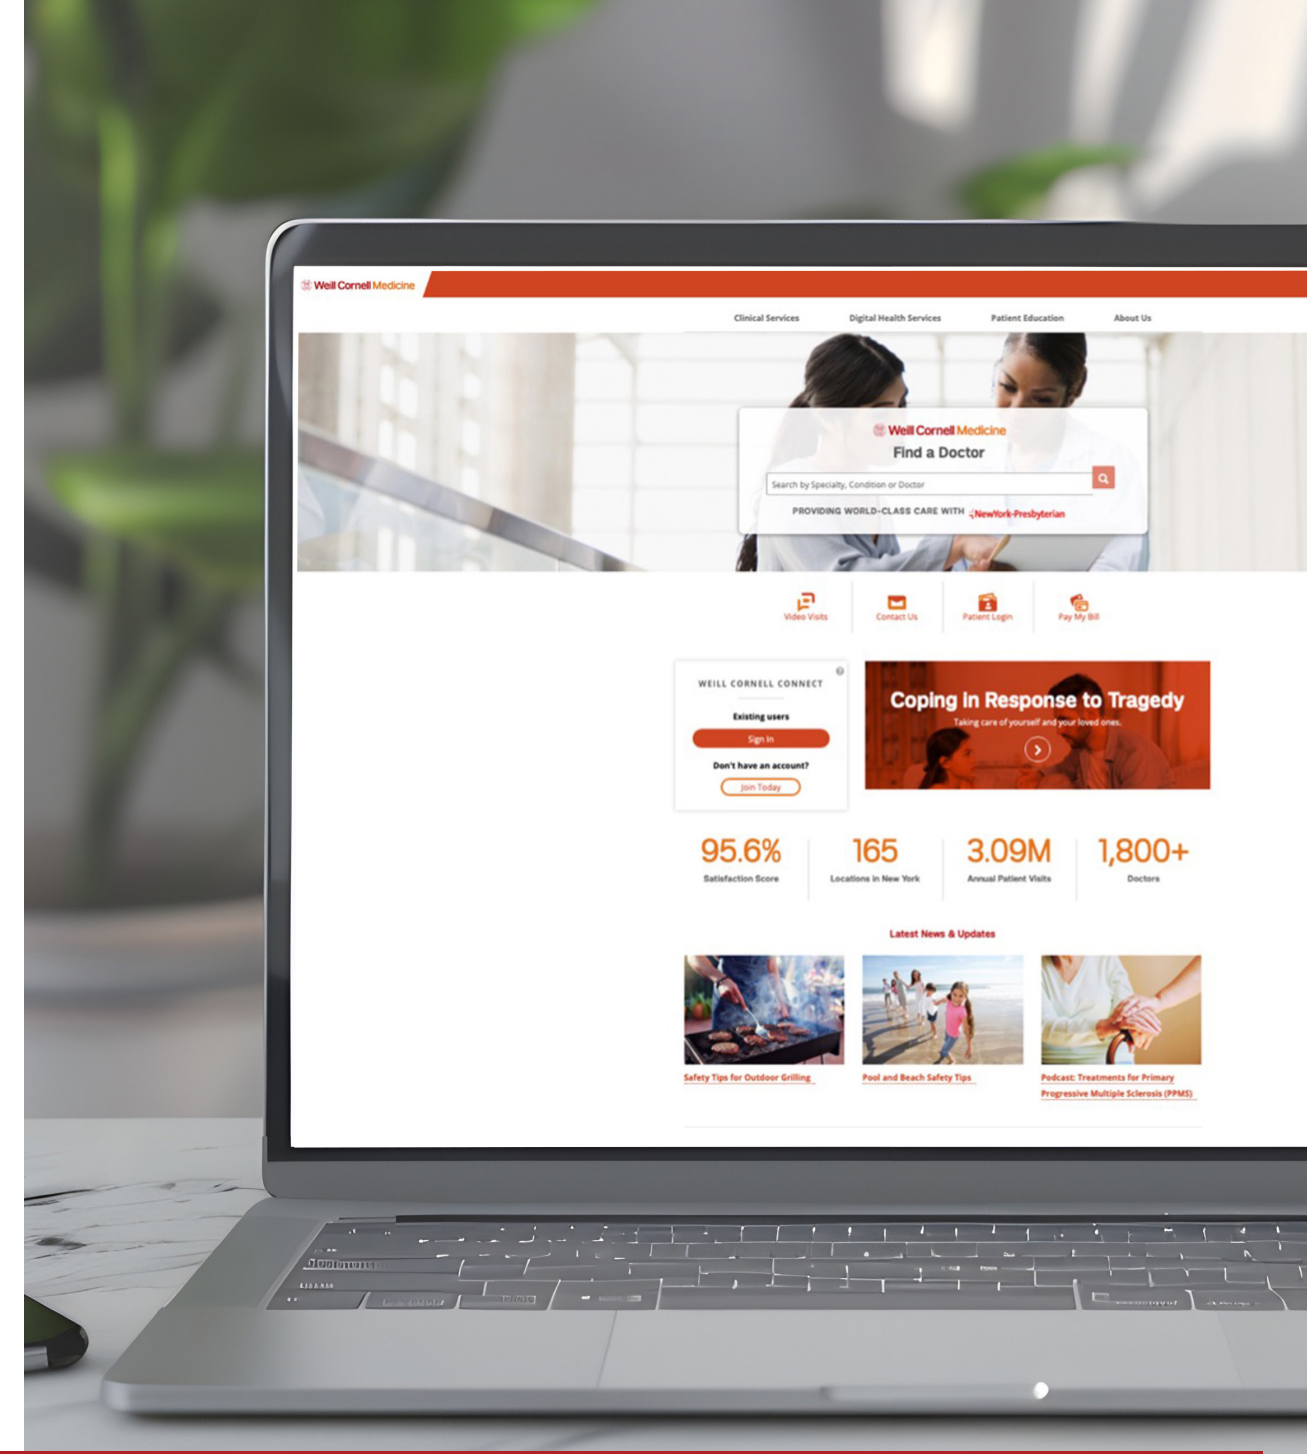 Weill Cornell Medicine
Clinical Services Digital Health Services Patient Education About Us
Weill Cornell Medicine
Find a Doctor
Search by Specialty, Condition or Doctor
PROVIDING WORLD-CLASS CARE WITH NewYork-Presbyterian
Video Visits Contact Us Patient Login Pay My Bill
WEILL CORNELL CONNECT
Existing users
Sign In
Don't have an account?
Join Today
Coping in Response to Tragedy
Taking care of yourself and your loved ones.
95.6% 165 3.09M 1,800+
Satisfaction Score Locations in New York Annual Patient Visits Doctors
Latest News & Updates
Safety Tips for Outdoor Grilling
Pool and Beach Safety Tips
Podcast: Treatments for Primary
Progressive Multiple Sclerosis (PPMS)